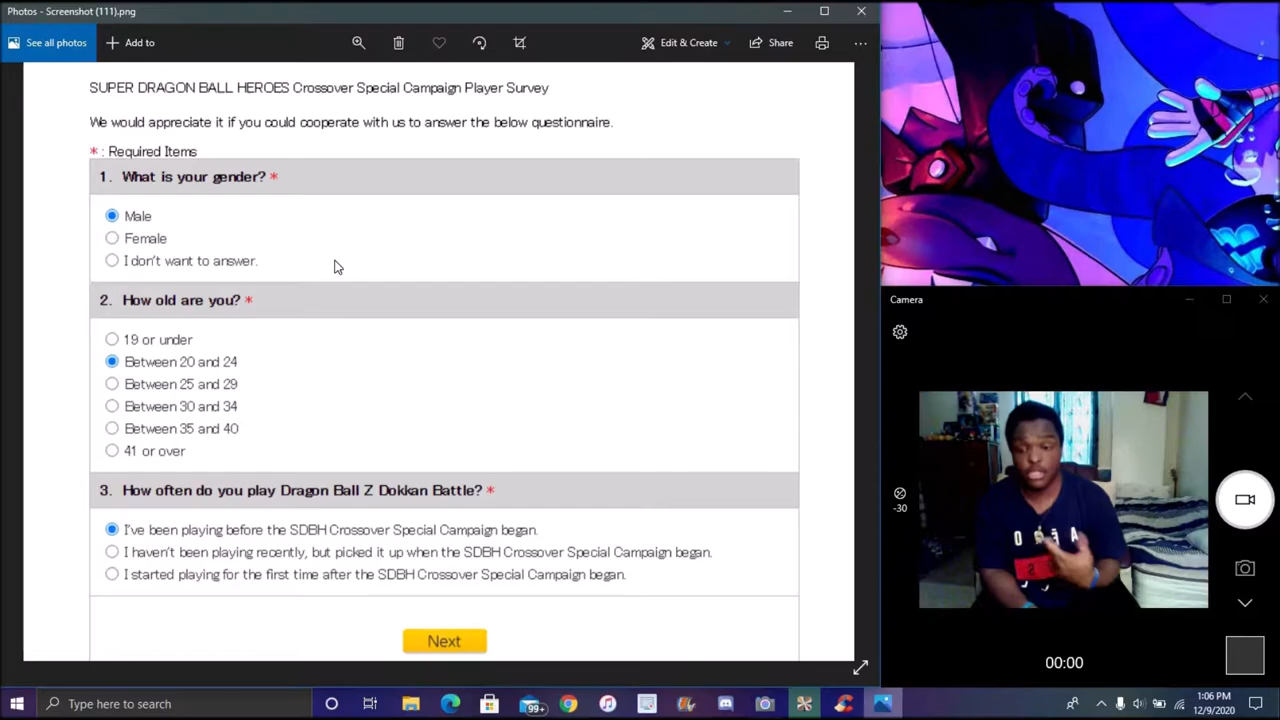 Photos - Screenshot (111).png
See all photos
Add to
Edit & Create
Share
SUPER DRAGON BALL HEROES Crossover Special Campaign Player Survey
We would appreciate it if you could cooperate with us to answer the below questionnaire.
* : Required Items
1. What is your gender? *
Male
Female
I don't want to answer.
2. How old are you? *
19 or under
Between 20 and 24
Between 25 and 29
Between 30 and 34
Between 35 and 40
41 or over
3. How often do you play Dragon Ball Z Dokkan Battle? *
I've been playing before the SDBH Crossover Special Campaign began.
I haven't been playing recently, but picked it up when the SDBH Crossover Special Campaign began.
I started playing for the first time after the SDBH Crossover Special Campaign began.
Next
Camera
-30
00:00
Type here to search
99+
1:06 PM
12/9/2020